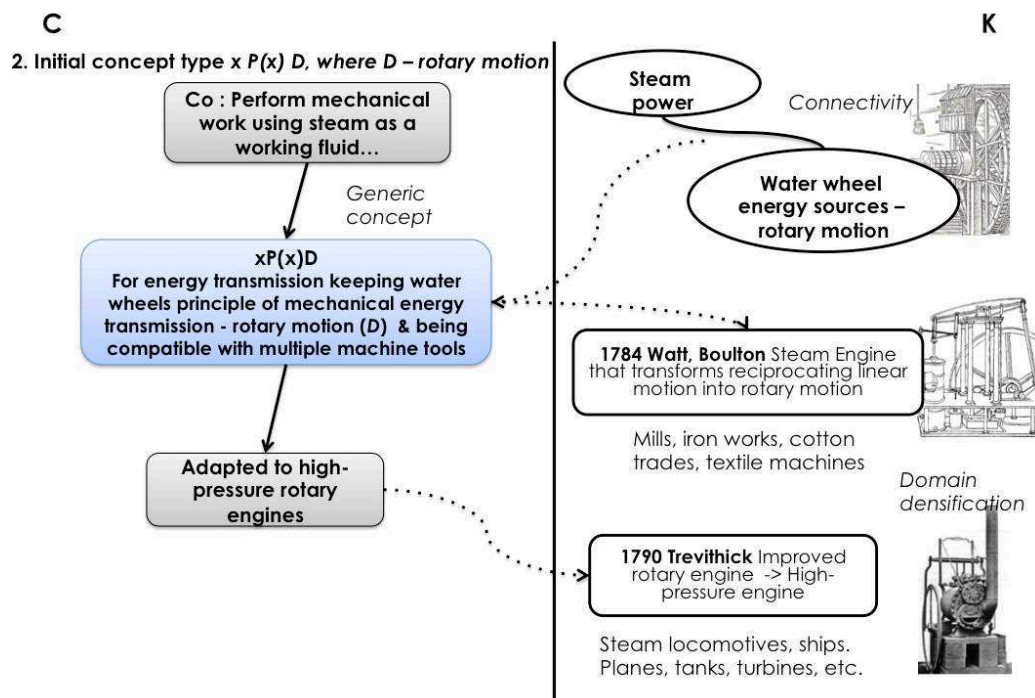 C
K
2. Initial concept type x P(x) D, where D – rotary motion
Co : Perform mechanical
work using steam as a
working fluid…
Generic
concept
xP(x)D
For energy transmission keeping water
wheels principle of mechanical energy
transmission - rotary motion (D)  & being
compatible with multiple machine tools
Adapted to high-
pressure rotary
engines
Steam
power
Connectivity
Water wheel
energy sources –
rotary motion
1784 Watt, Boulton Steam Engine
that transforms reciprocating linear
motion into rotary motion
Mills, iron works, cotton
trades, textile machines
Domain
densification
1790 Trevithick Improved
rotary engine  -> High-
pressure engine
Steam locomotives, ships.
Planes, tanks, turbines, etc.